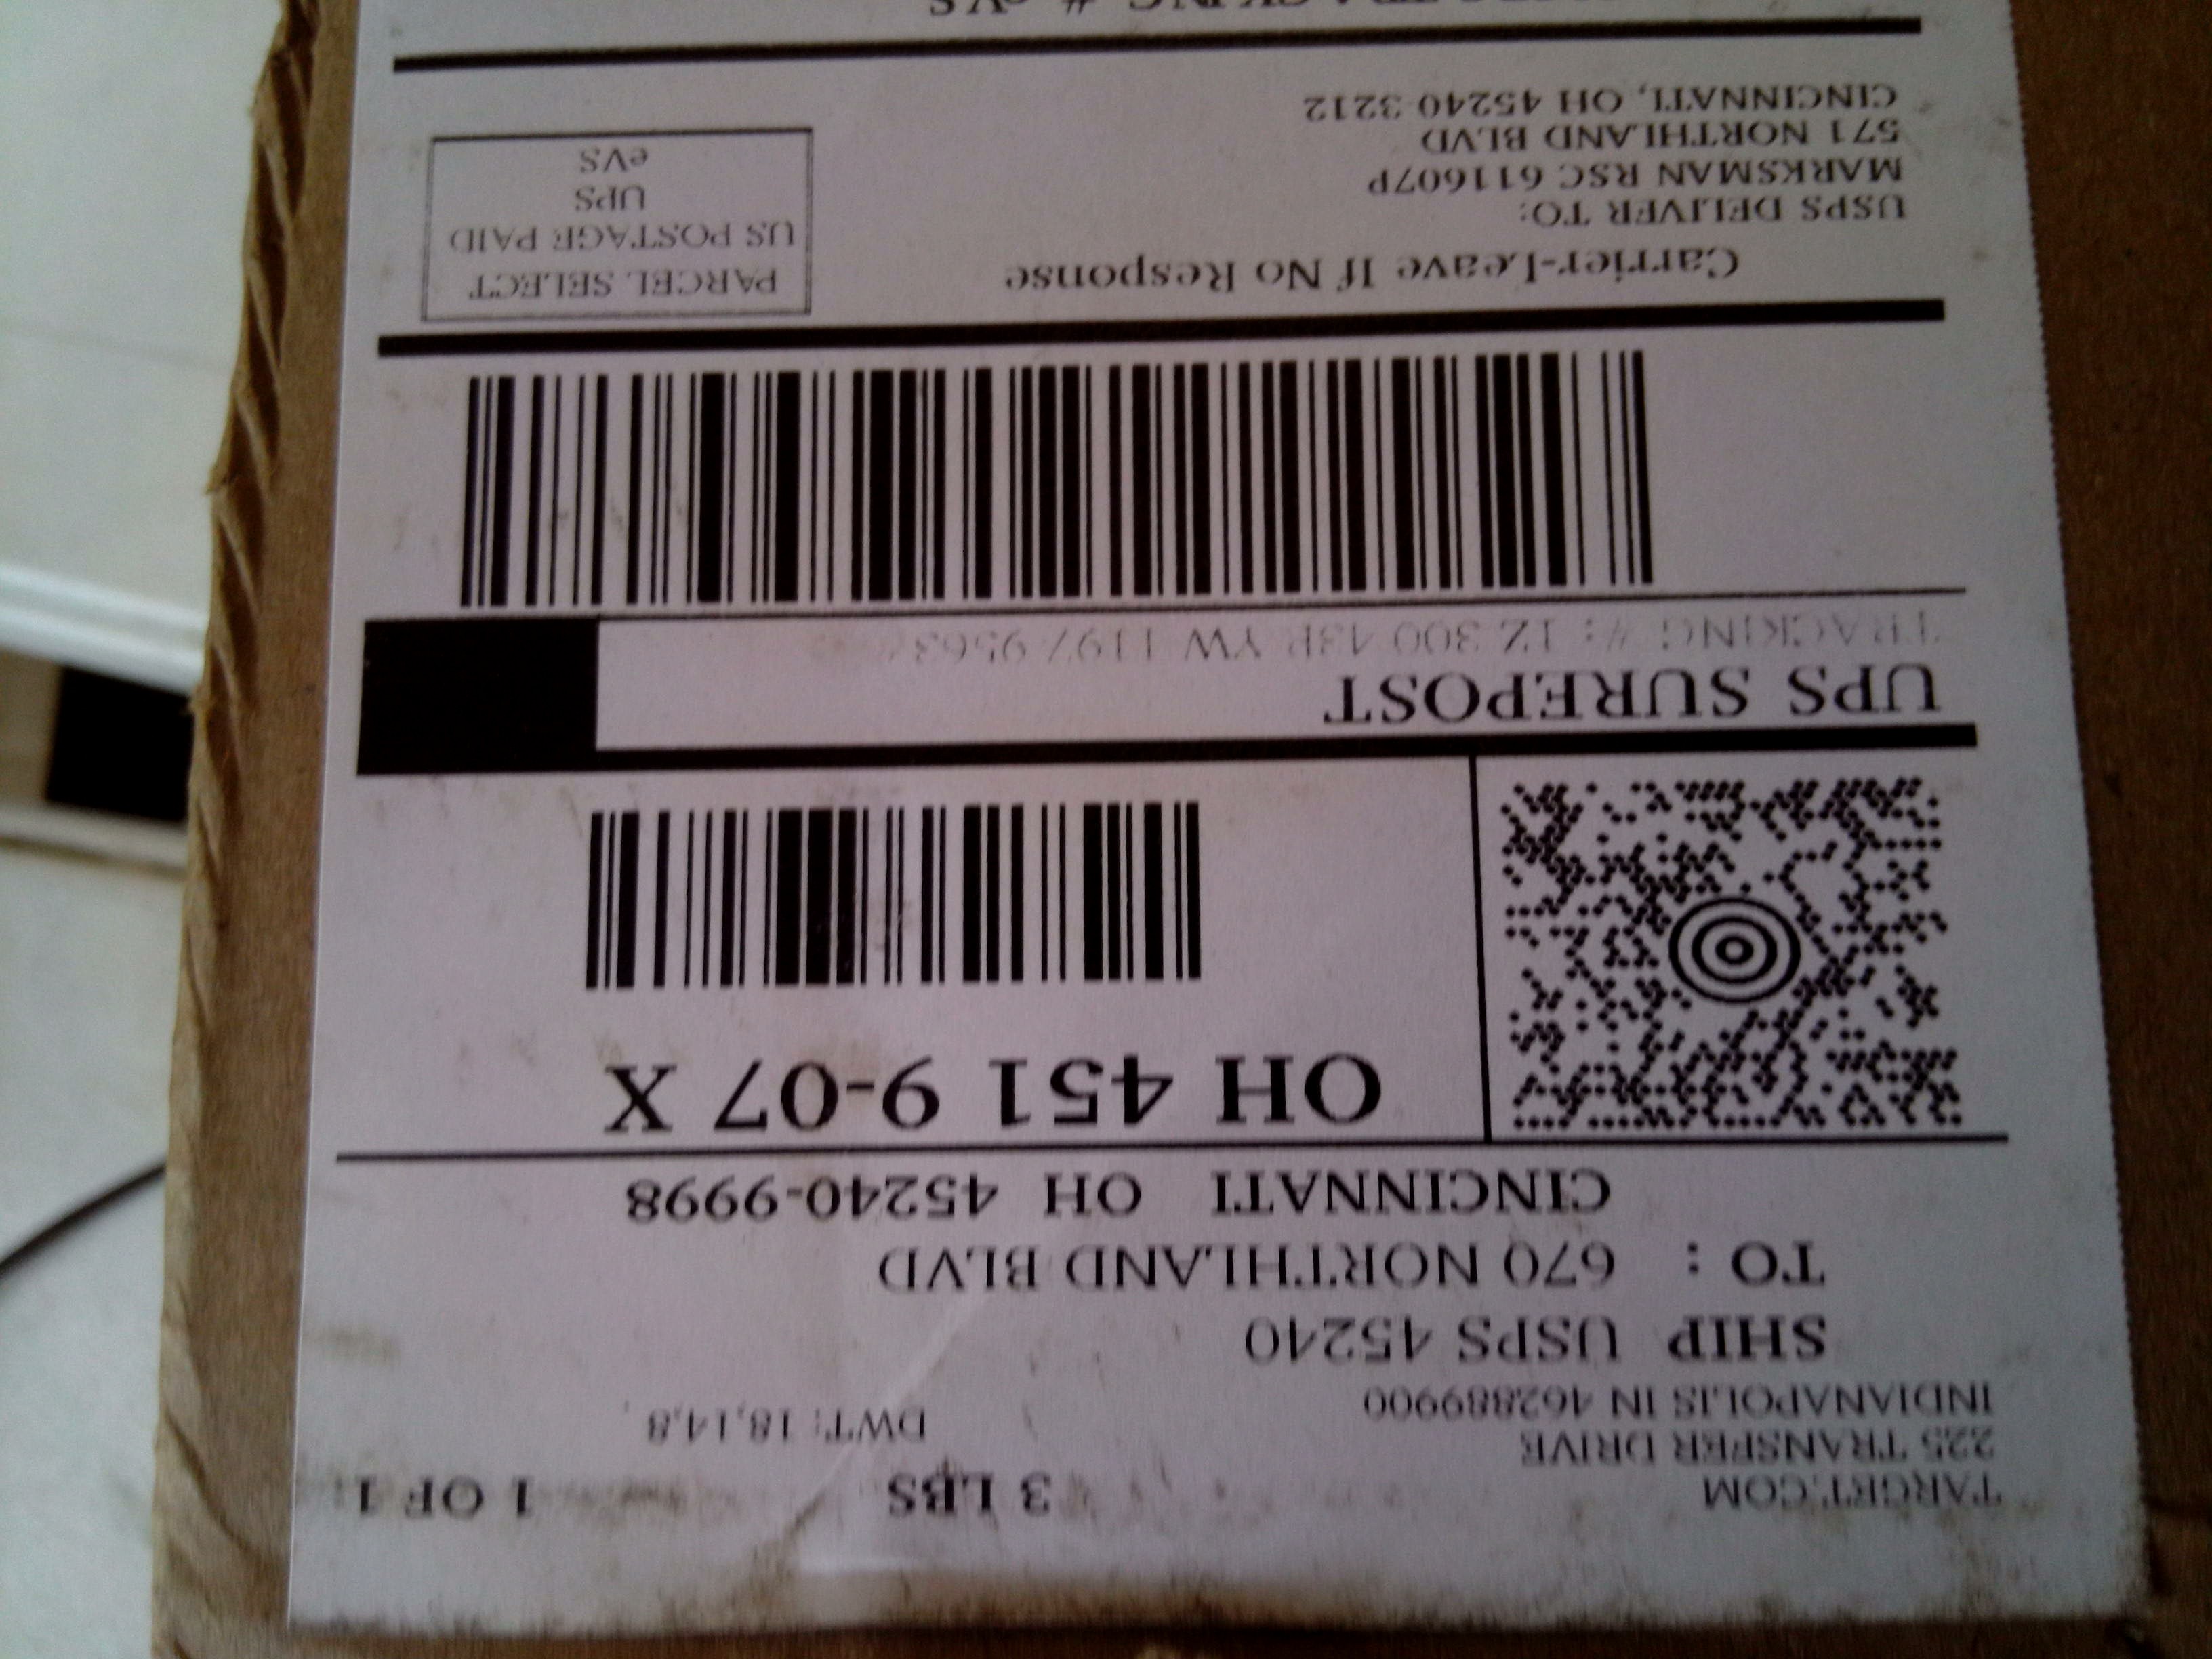 TARGET.COM
225 TRANSFER DRIVE
INDIANAPOLIS IN 462889900
3 LBS
1 OF 1
DWT: 18,14,8
SHIP USPS 45240
TO : 670 NORTHLAND BLVD
CINCINNATI OH 45240-9998
OH 451 9-07 X
UPS SUREPOST
TRACKING #: 1Z 300 43P YW 1197 9563
Carrier-Leave If No Response
USPS DELIVER TO:
MARKSMAN RSC 611607P
571 NORTHLAND BLVD
CINCINNATI, OH 45240-3212
PARCEL SELECT
US POSTAGE PAID
UPS
eVS
TRACKING # eVS